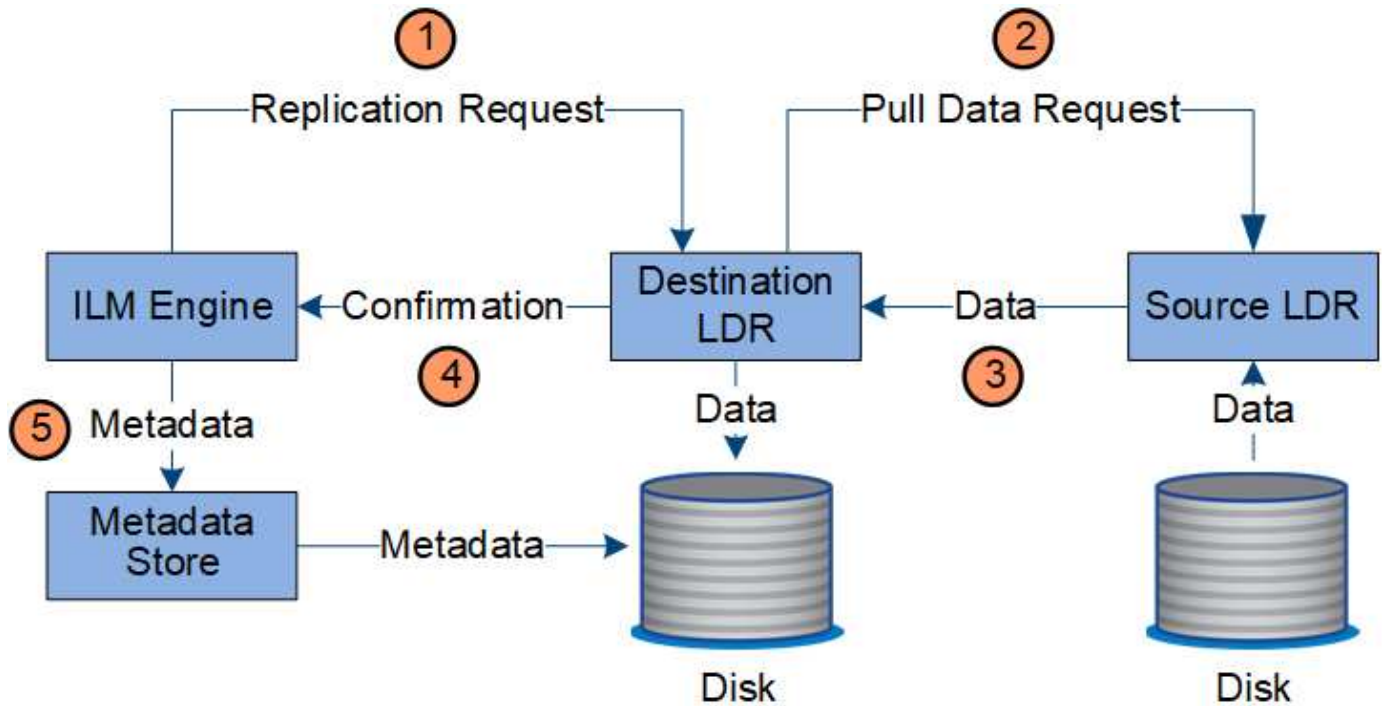 1
2
Replication Request
Pull Data Request
ILM Engine
Confirmation
Destination
LDR
Data
Source LDR
4
3
5
Metadata
Data
Data
Metadata
Store
Metadata
Disk
Disk